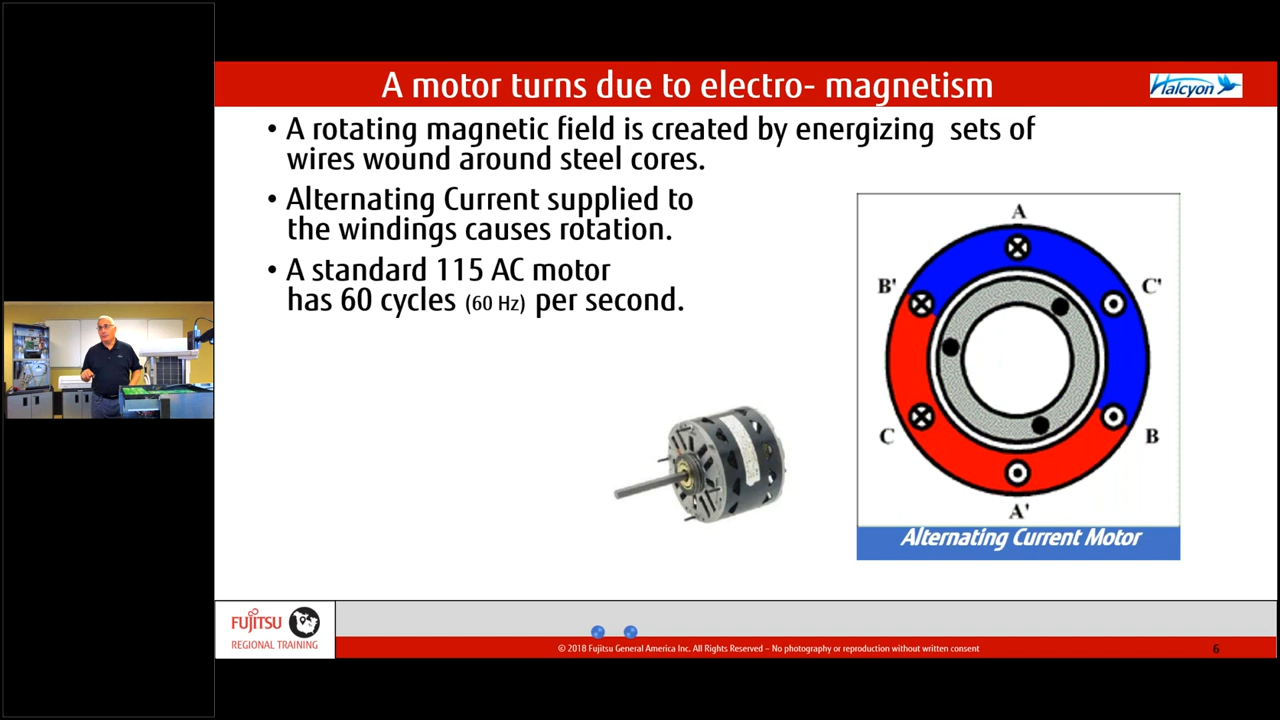 A motor turns due to electro- magnetism
Halcyon
• A rotating magnetic field is created by energizing sets of
wires wound around steel cores.
• Alternating Current supplied to
the windings causes rotation.
• A standard 115 AC motor
has 60 cycles (60 Hz) per second.
A
B'
C'
C
B
A'
Alternating Current Motor
FUJITSU
REGIONAL TRAINING
© 2018 Fujitsu General America Inc. All Rights Reserved – No photography or reproduction without written consent
6